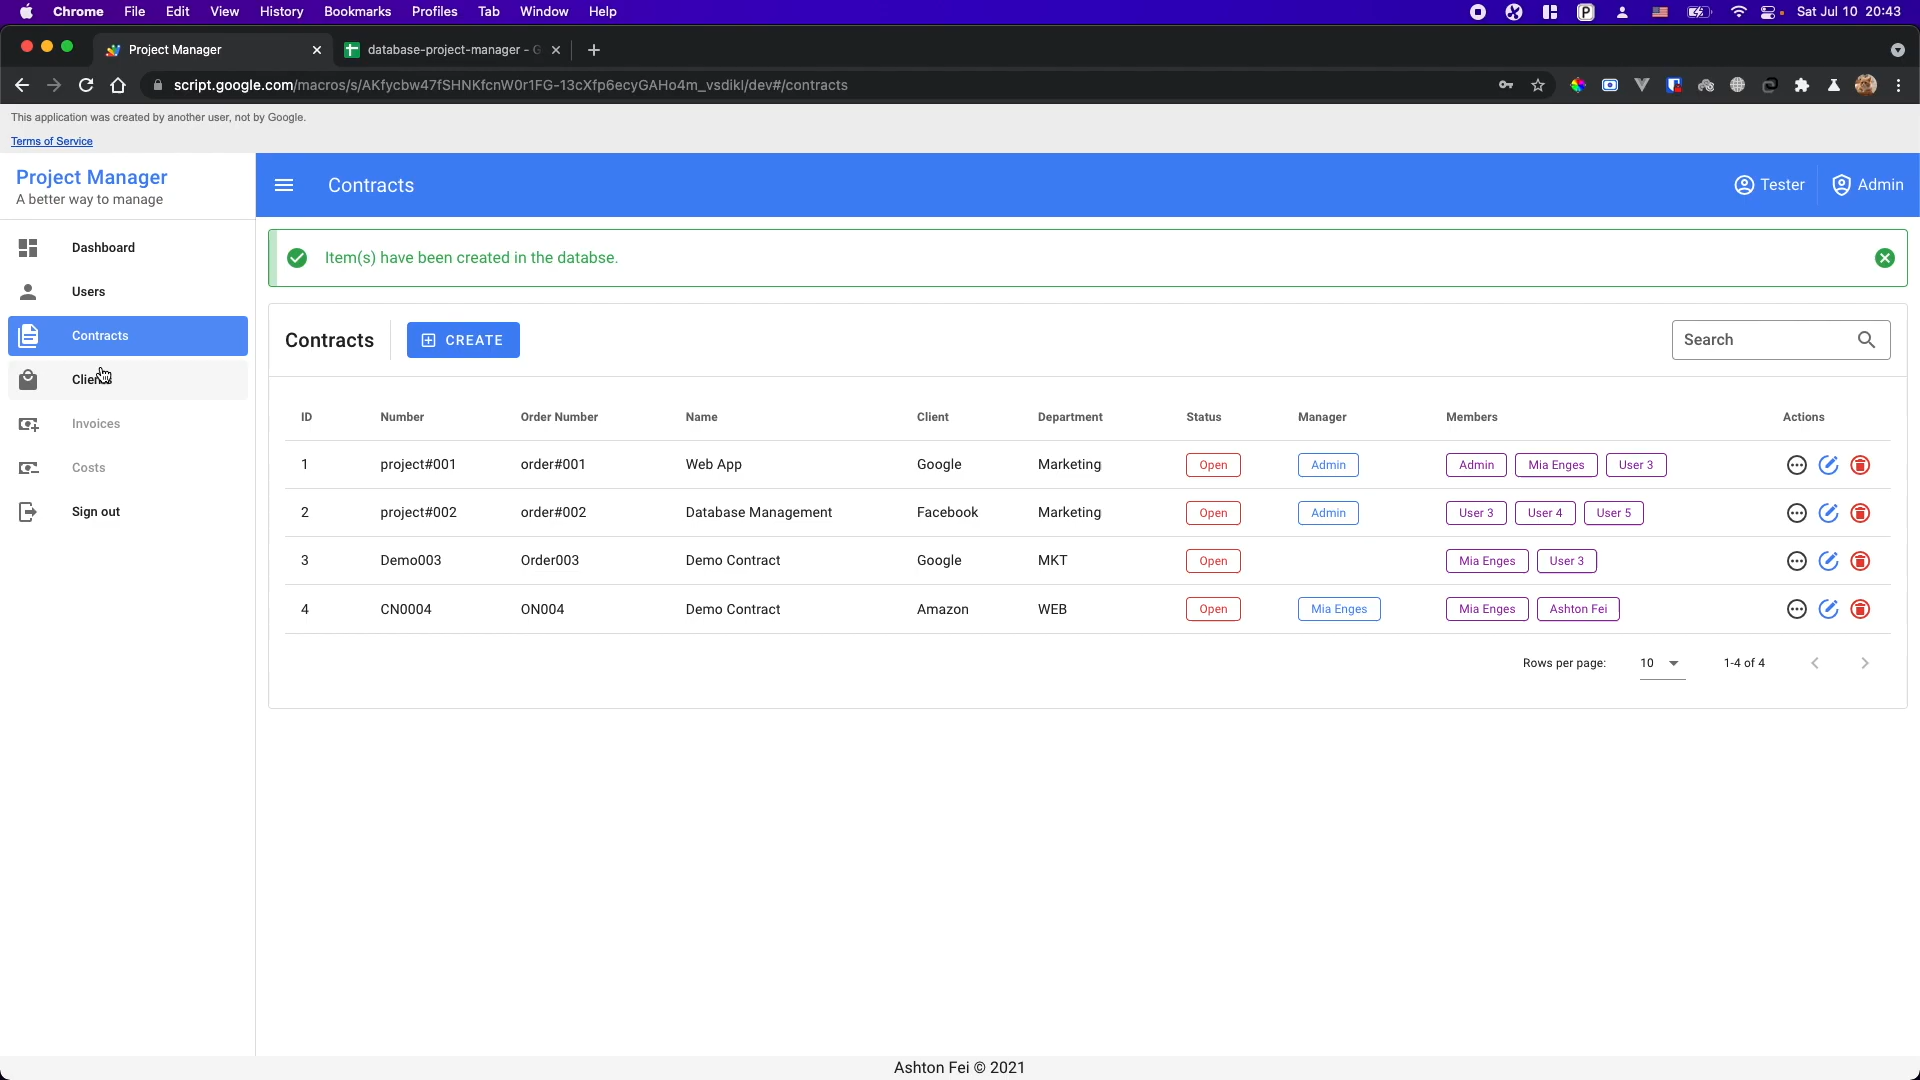 Chrome File Edit View History Bookmarks Profiles Tab Window Help P Sat Jul 10 20:43
Project Manager database-project-manager - G
script.google.com/macros/s/AKfycbw47fSHNKfcnW0r1FG-13cXfp6ecyGAHo4m_vsdikI/dev#/contracts
This application was created by another user, not by Google.
Terms of Service
Project Manager
A better way to manage
Contracts
Tester
Admin
Dashboard
Users
Contracts
Clients
Invoices
Costs
Sign out
Item(s) have been created in the databse.
Contracts
CREATE
Search
ID Number Order Number Name Client Department Status Manager Members Actions
1 project#001 order#001 Web App Google Marketing Open Admin Admin Mia Enges User 3
2 project#002 order#002 Database Management Facebook Marketing Open Admin User 3 User 4 User 5
3 Demo003 Order003 Demo Contract Google MKT Open Mia Enges User 3
4 CN0004 ON004 Demo Contract Amazon WEB Open Mia Enges Mia Enges Ashton Fei
Rows per page: 10 1-4 of 4
Ashton Fei © 2021